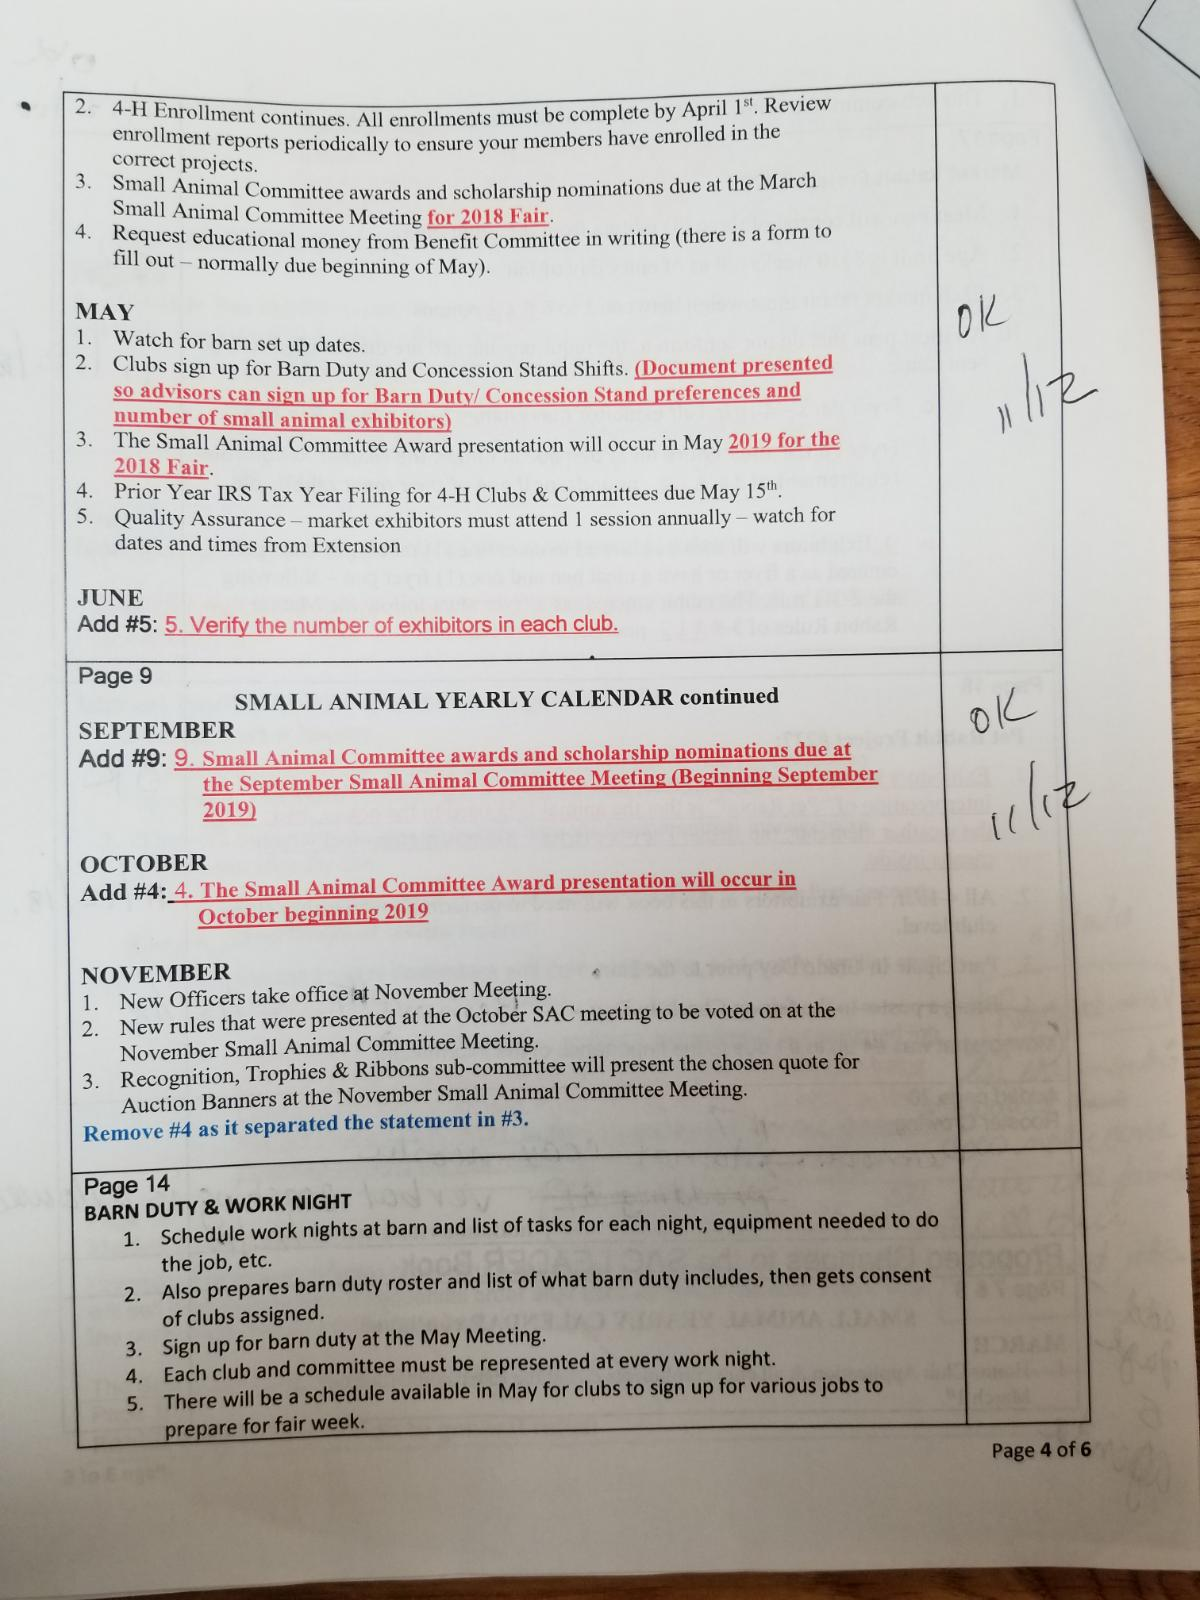 2. 4-H Enrollment continues. All enrollments must be complete by April 1st. Review
enrollment reports periodically to ensure your members have enrolled in the
correct projects.
3. Small Animal Committee awards and scholarship nominations due at the March
Small Animal Committee Meeting for 2018 Fair.
4. Request educational money from Benefit Committee in writing (there is a form to
fill out – normally due beginning of May).
MAY
1. Watch for barn set up dates.
2. Clubs sign up for Barn Duty and Concession Stand Shifts. (Document presented
so advisors can sign up for Barn Duty/ Concession Stand preferences and
number of small animal exhibitors)
3. The Small Animal Committee Award presentation will occur in May 2019 for the
2018 Fair.
4. Prior Year IRS Tax Year Filing for 4-H Clubs & Committees due May 15th.
5. Quality Assurance – market exhibitors must attend 1 session annually – watch for
dates and times from Extension
JUNE
Add #5: 5. Verify the number of exhibitors in each club.
OK
11/12
Page 9
SMALL ANIMAL YEARLY CALENDAR continued
SEPTEMBER
Add #9: 9. Small Animal Committee awards and scholarship nominations due at
the September Small Animal Committee Meeting (Beginning September
2019)
OCTOBER
Add #4: 4. The Small Animal Committee Award presentation will occur in
October beginning 2019
NOVEMBER
1. New Officers take office at November Meeting.
2. New rules that were presented at the October SAC meeting to be voted on at the
November Small Animal Committee Meeting.
3. Recognition, Trophies & Ribbons sub-committee will present the chosen quote for
Auction Banners at the November Small Animal Committee Meeting.
Remove #4 as it separated the statement in #3.
OK
11/12
Page 14
BARN DUTY & WORK NIGHT
1. Schedule work nights at barn and list of tasks for each night, equipment needed to do
the job, etc.
2. Also prepares barn duty roster and list of what barn duty includes, then gets consent
of clubs assigned.
3. Sign up for barn duty at the May Meeting.
4. Each club and committee must be represented at every work night.
5. There will be a schedule available in May for clubs to sign up for various jobs to
prepare for fair week.
Page 4 of 6